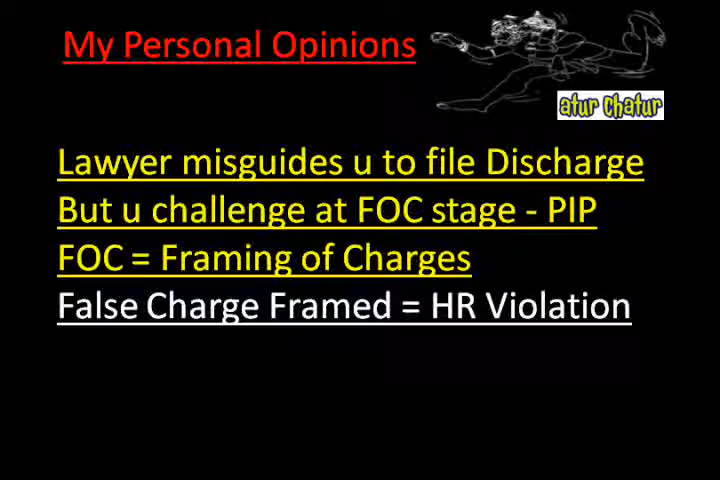 My Personal Opinions
atur chatur
Lawyer misguides u to file Discharge
But u challenge at FOC stage - PIP
FOC = Framing of Charges
False Charge Framed = HR Violation